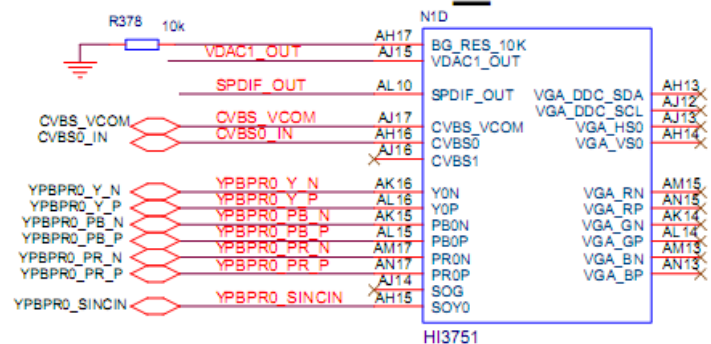 N1D
R378 10k
AH17 BG_RES_10K
VDAC1_OUT AJ15 VDAC1_OUT
SPDIF_OUT AL10 SPDIF_OUT VGA_DDC_SDA AH13
VGA_DDC_SCL AJ12
CVBS_VCOM CVBS_VCOM AJ17 CVBS_VCOM VGA_HS0 AJ13
CVBS0_IN CVBS0_IN AH16 CVBS0 VGA_VS0 AH14
AJ16 CVBS1
YPBPR0_Y_N YPBPR0_Y_N AK16 Y0N VGA_RN AM15
YPBPR0_Y_P YPBPR0_Y_P AL16 Y0P VGA_RP AN15
YPBPR0_PB_N YPBPR0_PB_N AK15 PB0N VGA_GN AK14
YPBPR0_PB_P YPBPR0_PB_P AL15 PB0P VGA_GP AL14
YPBPR0_PR_N YPBPR0_PR_N AM17 PR0N VGA_BN AM13
YPBPR0_PR_P YPBPR0_PR_P AN17 PR0P VGA_BP AN13
AJ14 SOG
YPBPR0_SINCIN YPBPR0_SINCIN AH15 SOY0
HI3751